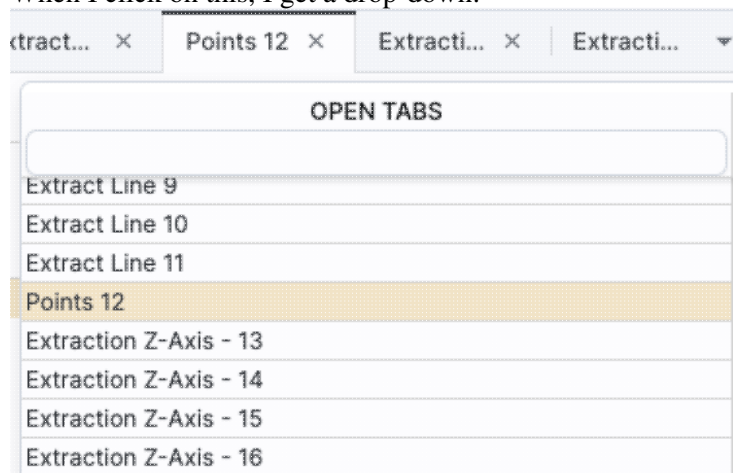 When I click on this, I get a drop-down:
xtract... × Points 12 × Extracti... × Extracti...
OPEN TABS
Extract Line 9
Extract Line 10
Extract Line 11
Points 12
Extraction Z-Axis - 13
Extraction Z-Axis - 14
Extraction Z-Axis - 15
Extraction Z-Axis - 16